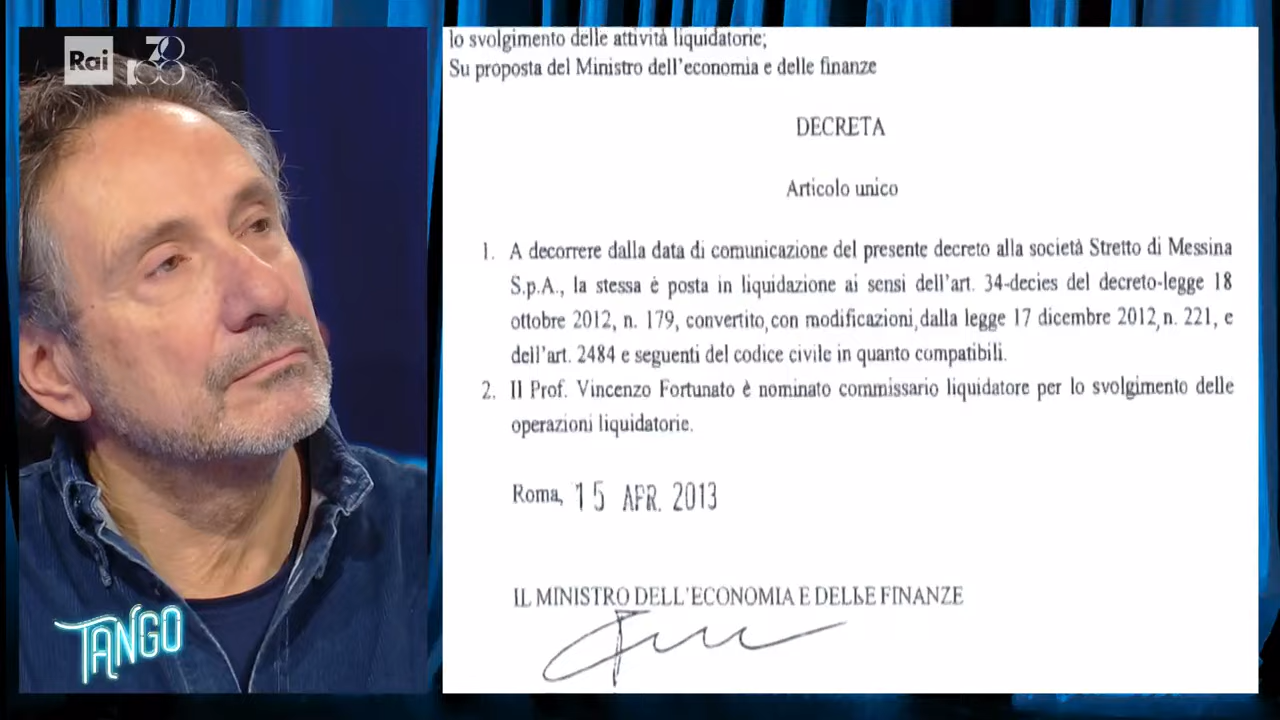 Rai
lo svolgimento delle attività liquidatorie;
Su proposta del Ministro dell'economia e delle finanze
DECRETA
Articolo unico
1. A decorrere dalla data di comunicazione del presente decreto alla società Stretto di Messina
S.p.A., la stessa è posta in liquidazione ai sensi dell'art. 34-decies del decreto-legge 18
ottobre 2012, n. 179, convertito, con modificazioni, dalla legge 17 dicembre 2012, n. 221, e
dell'art. 2484 e seguenti del codice civile in quanto compatibili.
2. Il Prof. Vincenzo Fortunato è nominato commissario liquidatore per lo svolgimento delle
operazioni liquidatorie.
Roma, 15 APR. 2013
IL MINISTRO DELL'ECONOMIA E DELLE FINANZE
TANGO